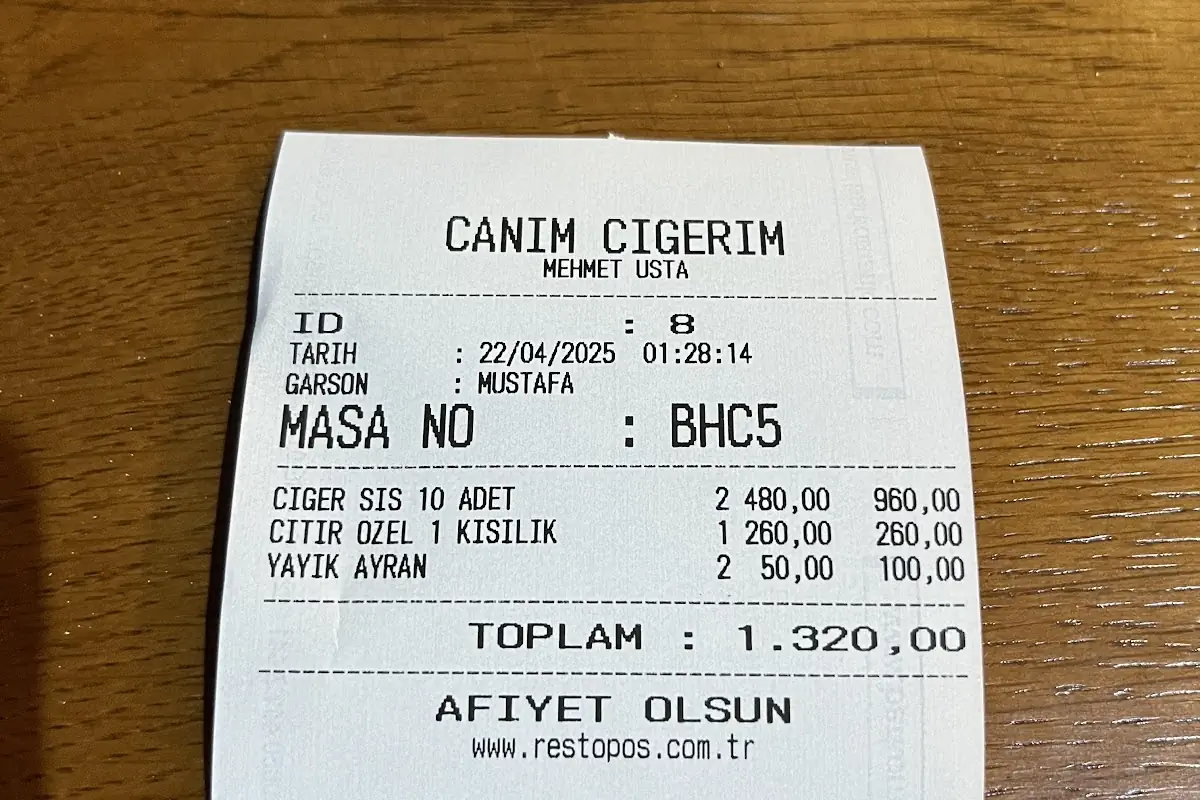 CANIM CIGERIM
MEHMET USTA
ID : 8
TARIH : 22/04/2025 01:28:14
GARSON : MUSTAFA
MASA NO : BHC5
CIGER SIS 10 ADET 2 480,00 960,00
CITIR OZEL 1 KISILIK 1 260,00 260,00
YAYIK AYRAN 2 50,00 100,00
TOPLAM : 1.320,00
AFIYET OLSUN
www.restopos.com.tr